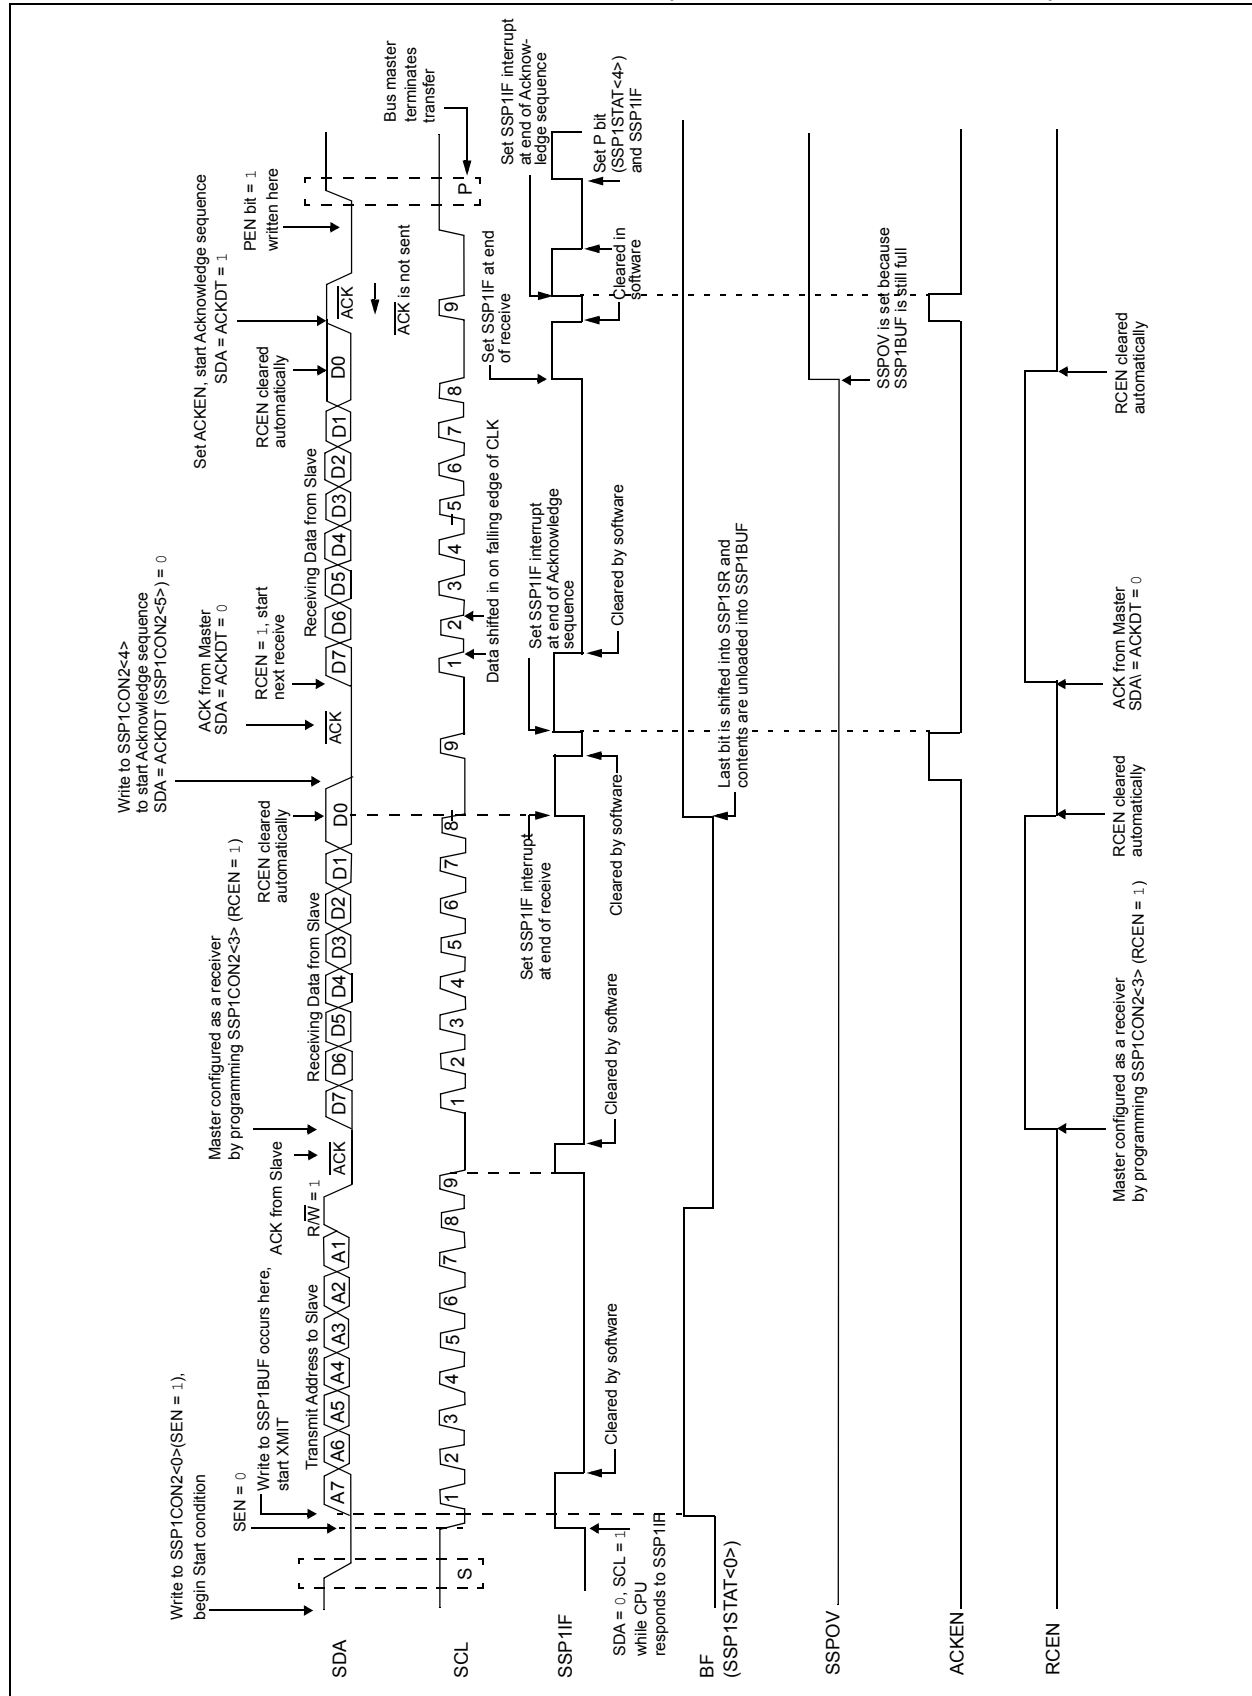 Write to SSP1CON2<0>(SEN = 1),
begin Start condition
SEN = 0
Write to SSP1BUF occurs here,
start XMIT
ACK from Slave
Master configured as a receiver
by programming SSP1CON2<3> (RCEN = 1)
RCEN cleared
automatically
Write to SSP1CON2<4>
to start Acknowledge sequence
SDA = ACKDT (SSP1CON2<5>) = 0
ACK from Master
SDA = ACKDT = 0
RCEN = 1, start
next receive
Set ACKEN, start Acknowledge sequence
SDA = ACKDT = 1
RCEN cleared
automatically
PEN bit = 1
written here
Transmit Address to Slave
R/W = 1
Receiving Data from Slave
Receiving Data from Slave
SDA
A7 A6 A5 A4 A3 A2 A1
ACK
D7 D6 D5 D4 D3 D2 D1 D0
ACK
D7 D6 D5 D4 D3 D2 D1 D0
ACK
ACK is not sent
Bus master
terminates
transfer
SCL
S
1 2 3 4 5 6 7 8 9
1 2 3 4 5 6 7 8 9
1 2 3 4 5 6 7 8 9
P
Data shifted in on falling edge of CLK
Set SSP1IF interrupt
at end of receive
Set SSP1IF interrupt
at end of Acknowledge
sequence
Set SSP1IF at end
of receive
Set SSP1IF interrupt
at end of Acknow-
ledge sequence
SSP1IF
SDA = 0, SCL = 1
while CPU
responds to SSP1IF
Cleared by software
Cleared by software
Cleared by software
Cleared by software
Cleared in
software
Set P bit
(SSP1STAT<4>)
and SSP1IF
BF
(SSP1STAT<0>)
Last bit is shifted into SSP1SR and
contents are unloaded into SSP1BUF
SSPOV
SSPOV is set because
SSP1BUF is still full
ACKEN
RCEN
Master configured as a receiver
by programming SSP1CON2<3> (RCEN = 1)
RCEN cleared
automatically
ACK from Master
SDA\ = ACKDT = 0
RCEN cleared
automatically